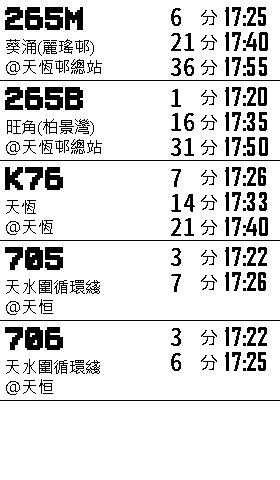 265M 6 分 17:25
葵涌(麗瑤邨) 21 分 17:40
@天恆邨總站 36 分 17:55
265B 1 分 17:20
旺角(柏景灣) 16 分 17:35
@天恆邨總站 31 分 17:50
K76 7 分 17:26
天恆 14 分 17:33
@天恆 21 分 17:40
705 3 分 17:22
天水圍循環綫 7 分 17:26
@天恒
706 3 分 17:22
天水圍循環綫 6 分 17:25
@天恒